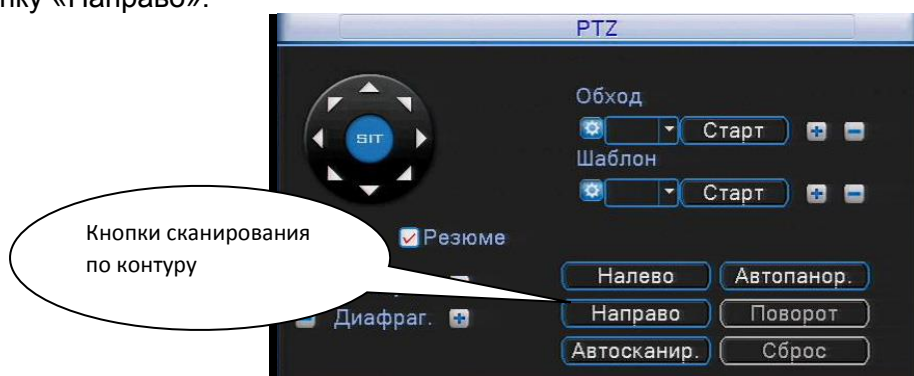 нку «Направо».
PTZ
Обход
Старт
Шаблон
Старт
SIT
Кнопки сканирования
по контуру
Резюме
Диафраг.
Налево Автопанор.
Направо Поворот
Автосканир. Сброс